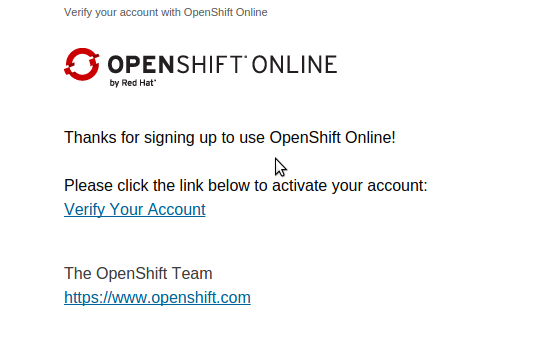 Verify your account with OpenShift Online
OPENSHIFT ONLINE
by Red Hat
Thanks for signing up to use OpenShift Online!
Please click the link below to activate your account:
Verify Your Account
The OpenShift Team
https://www.openshift.com